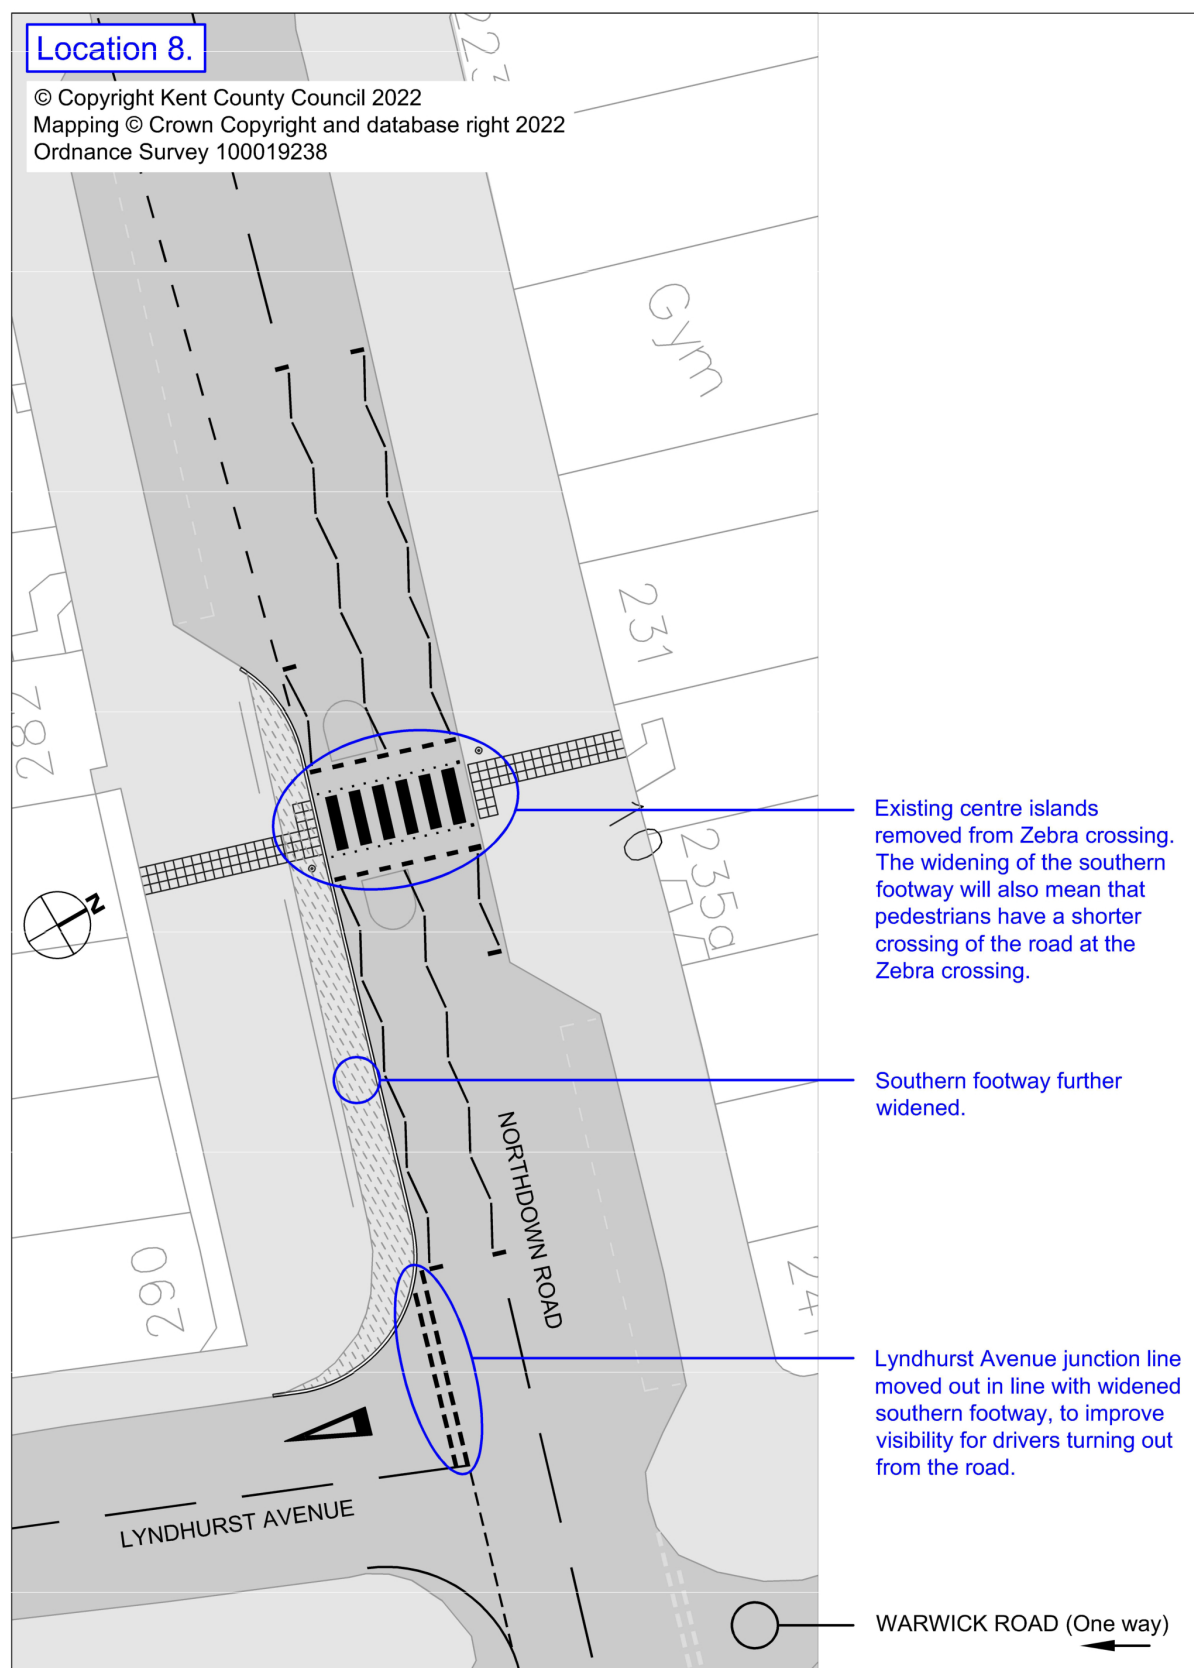 Location 8.
© Copyright Kent County Council 2022
Mapping © Crown Copyright and database right 2022
Ordnance Survey 100019238
223
Gym
231
282
235a
N
Existing centre islands
removed from Zebra crossing.
The widening of the southern
footway will also mean that
pedestrians have a shorter
crossing of the road at the
Zebra crossing.
Southern footway further
widened.
NORTHDOWN ROAD
290
241
Lyndhurst Avenue junction line
moved out in line with widened
southern footway, to improve
visibility for drivers turning out
from the road.
LYNDHURST AVENUE
WARWICK ROAD (One way)